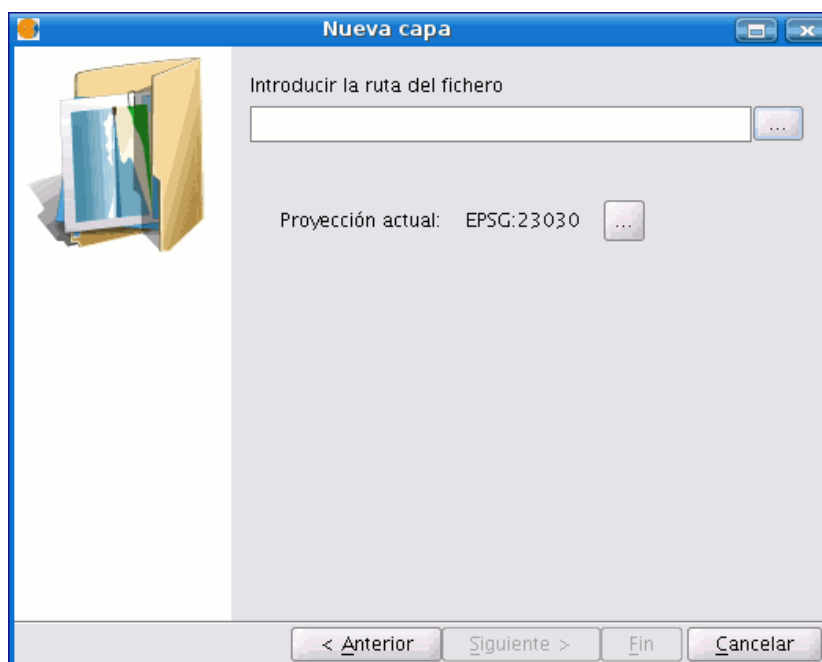 Nueva capa
Introducir la ruta del fichero
...
Proyección actual: EPSG:23030 ...
< Anterior Siguiente > Fin Cancelar